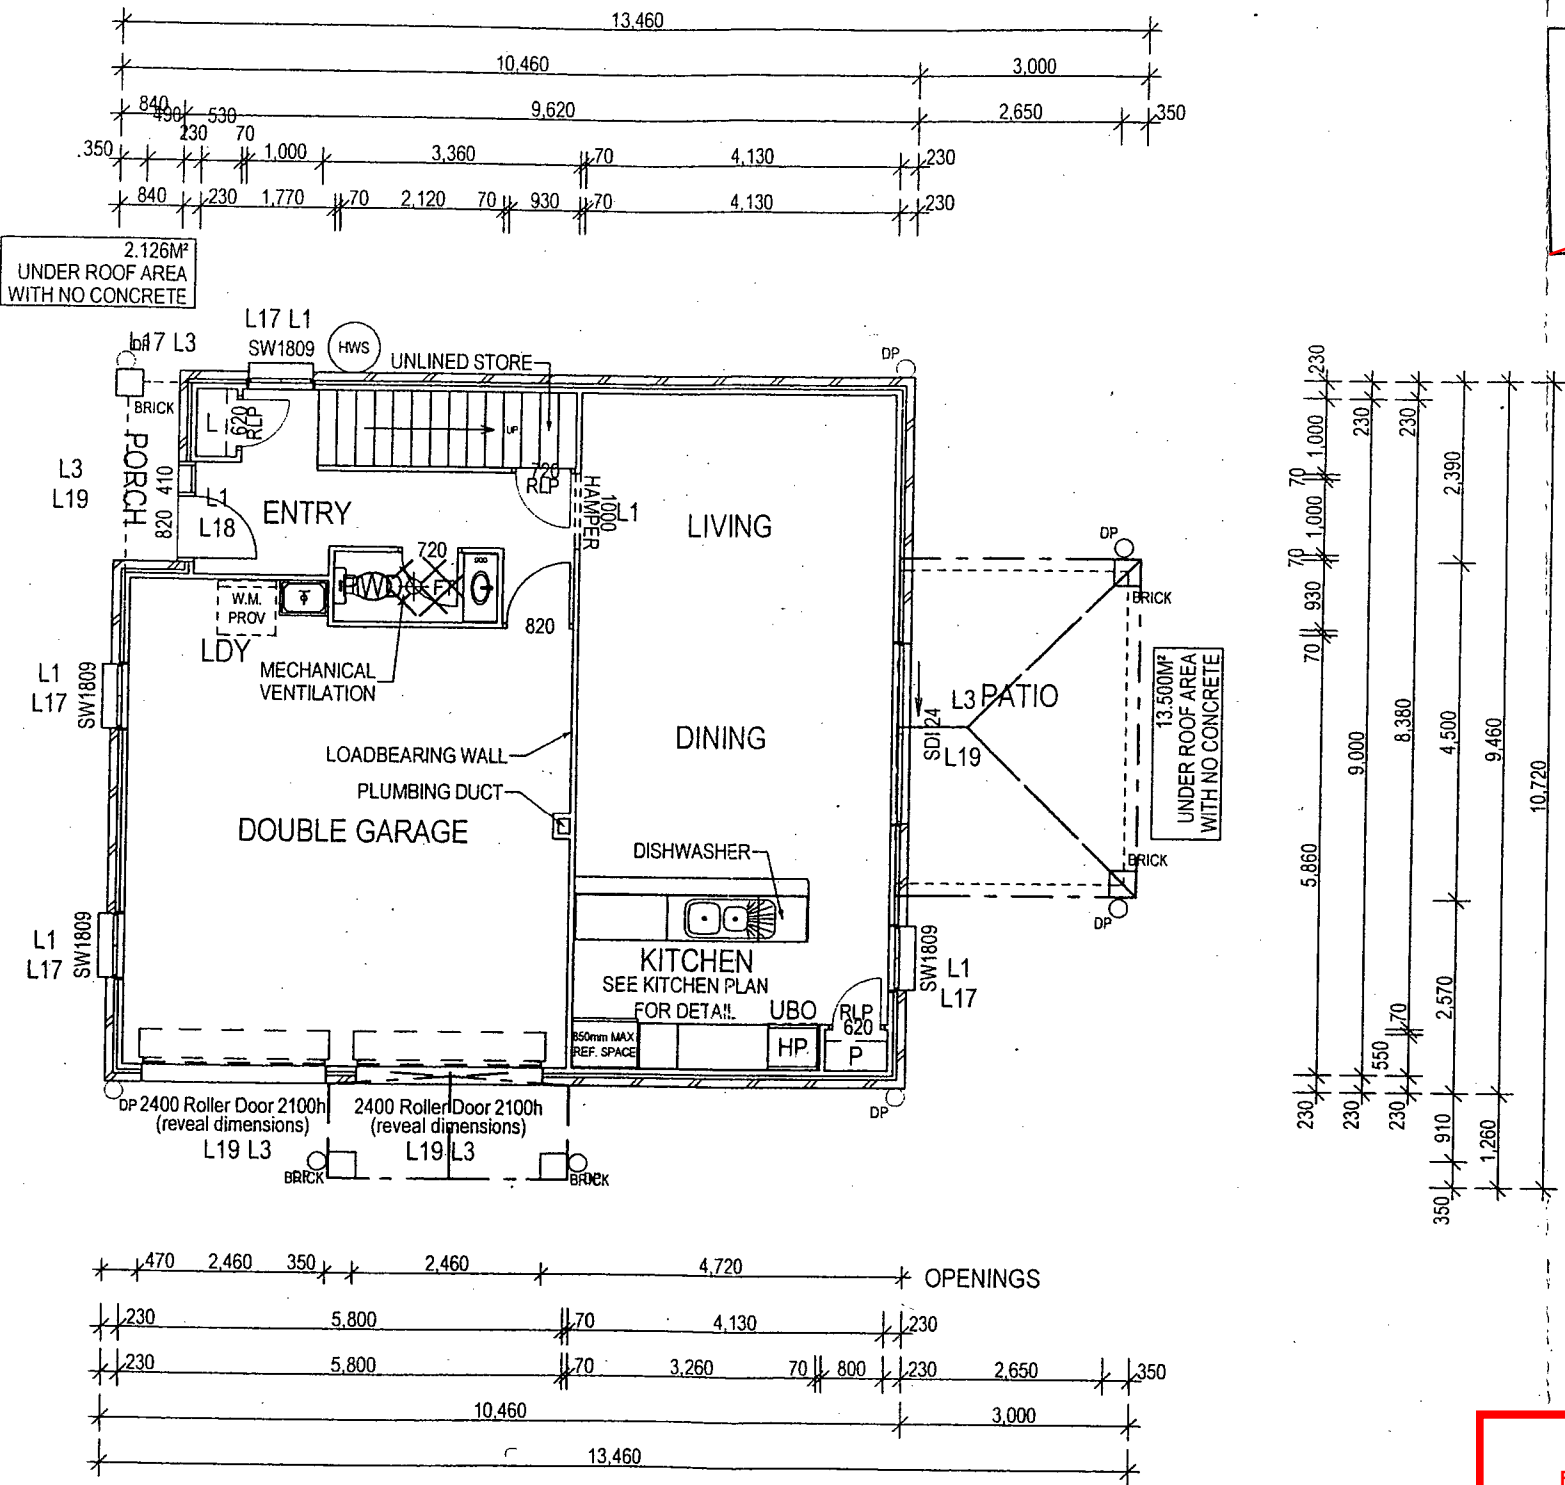 13,460
10,460 3,000
840 9,620 2,650 350
490 530
230 70
350 1,000 3,360 70 4,130 230
840 230 1,770 70 2,120 70 930 70 4,130 230
2.126M²
UNDER ROOF AREA
WITH NO CONCRETE
L17 L1
SW1809
HWS
UNLINED STORE
L17 L3
DP
BRICK
L
620
RLP
UP
DP
PORCH
L3
L19
410
820
L1
L18
ENTRY
720
RLP
1000
HAMPER
L1
LIVING
720
W.M.
PROV
LDY
820
MECHANICAL
VENTILATION
L1
L17
SW1809
LOADBEARING WALL
PLUMBING DUCT
DOUBLE GARAGE
DINING
L3 PATIO
L19
DP
BRICK
13.500M²
UNDER ROOF AREA
WITH NO CONCRETE
BRICK
DP
DISHWASHER
L1
L17
SW1809
KITCHEN
SEE KITCHEN PLAN
FOR DETAIL
UBO
RLP
620
850mm MAX
REF. SPACE
HP
P
SW1809
L1
L17
DP
2400 Roller Door 2100h
(reveal dimensions)
L19 L3
2400 Roller Door 2100h
(reveal dimensions)
L19 L3
DP
BRICK
BRICK
230
1,000
70
1,000
70
930
70
5,860
230
230
9,000
230
230
8,380
70
550
230
2,390
4,500
2,570
910
350
9,460
1,260
10,720
470 2,460 350 2,460 4,720 OPENINGS
230 5,800 70 4,130 230
230 5,800 70 3,260 70 800 230 2,650 350
10,460 3,000
13,460